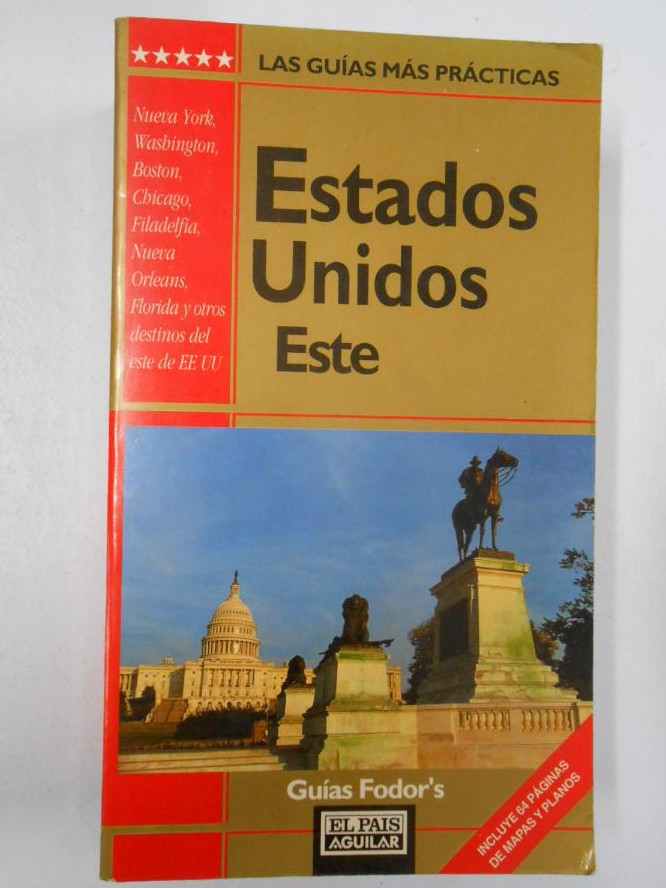 ★★★★★
LAS GUÍAS MÁS PRÁCTICAS
Nueva York,
Washington,
Boston,
Chicago,
Filadelfia,
Nueva
Orleans,
Florida y otros
destinos del
este de EE UU
Estados
Unidos
Este
Guías Fodor's
EL PAIS
AGUILAR
INCLUYE 64 PÁGINAS
DE MAPAS Y PLANOS